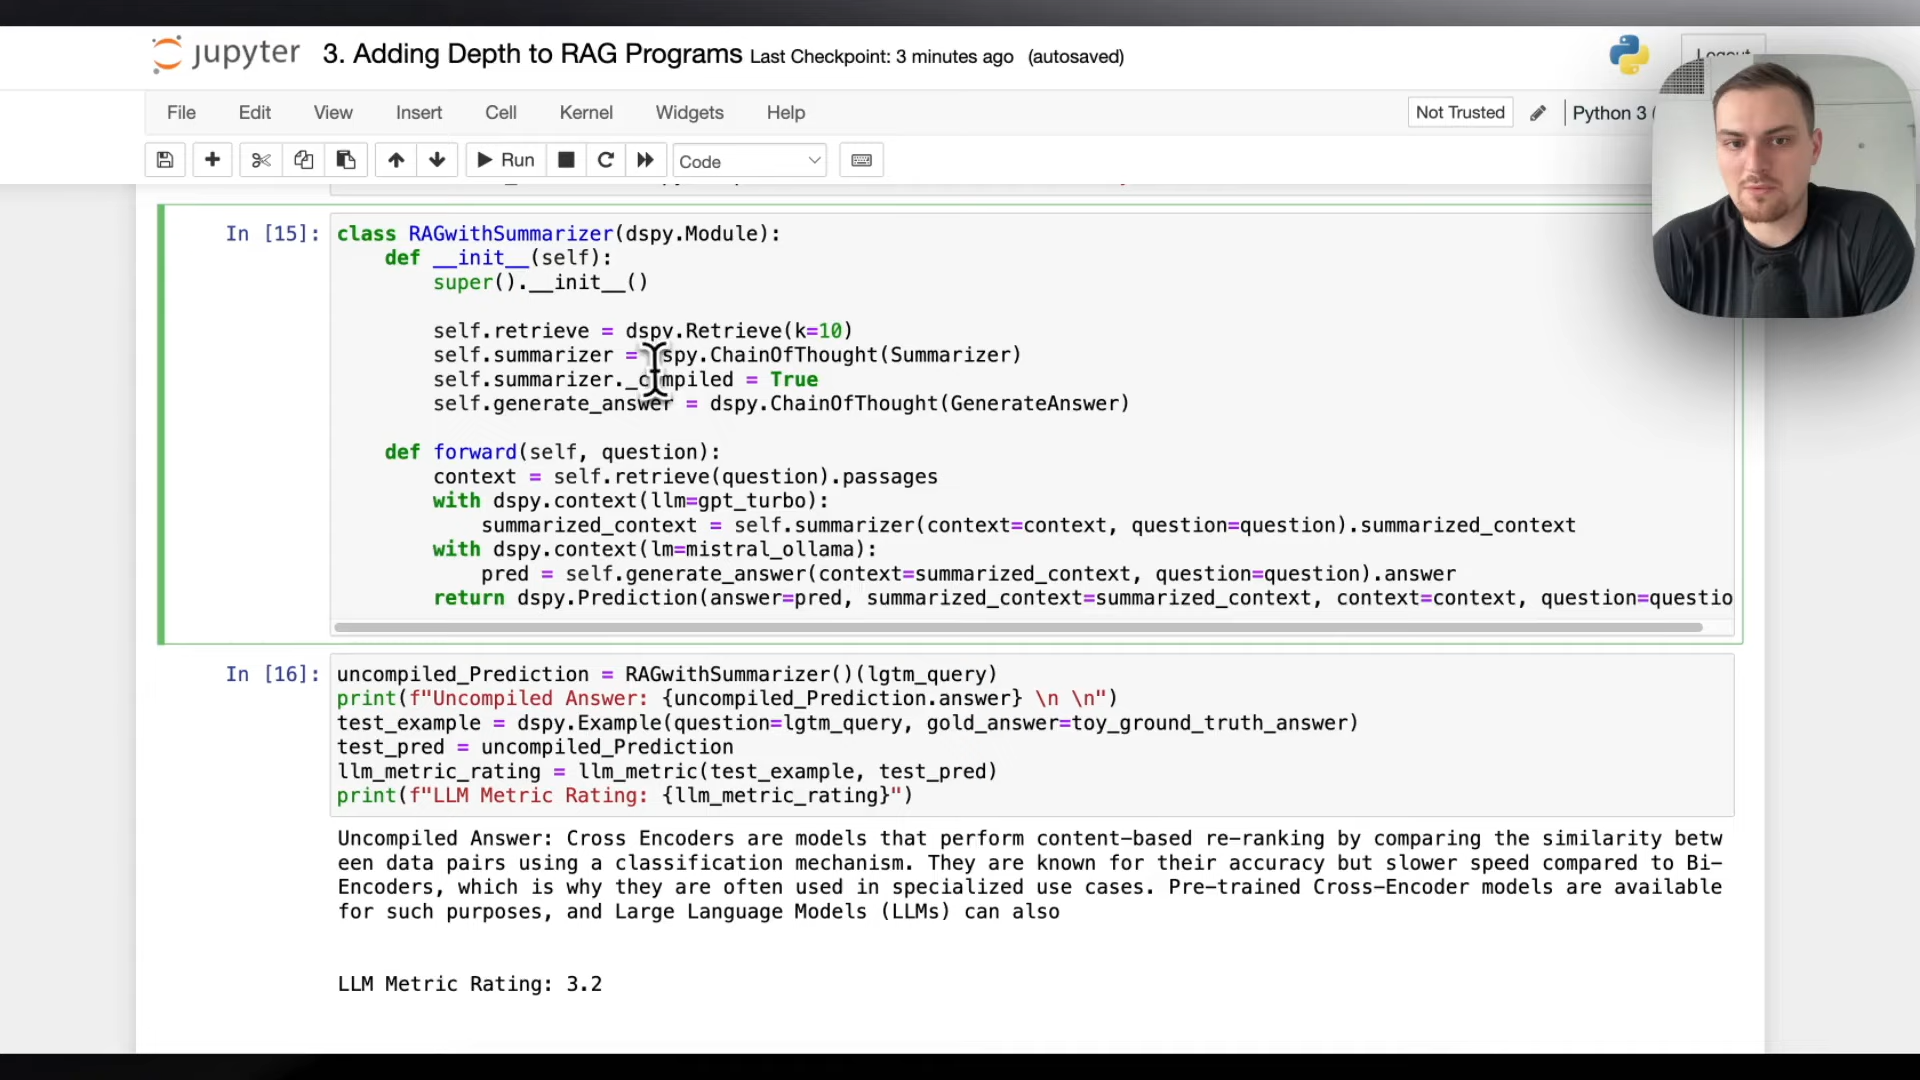 jupyter 3. Adding Depth to RAG Programs Last Checkpoint: 3 minutes ago (autosaved)
File Edit View Insert Cell Kernel Widgets Help Not Trusted Python 3
Run Code
In [15]: class RAGwithSummarizer(dspy.Module):
def __init__(self):
super().__init__()
self.retrieve = dspy.Retrieve(k=10)
self.summarizer = dspy.ChainOfThought(Summarizer)
self.summarizer._compiled = True
self.generate_answer = dspy.ChainOfThought(GenerateAnswer)
def forward(self, question):
context = self.retrieve(question).passages
with dspy.context(llm=gpt_turbo):
summarized_context = self.summarizer(context=context, question=question).summarized_context
with dspy.context(lm=mistral_ollama):
pred = self.generate_answer(context=summarized_context, question=question).answer
return dspy.Prediction(answer=pred, summarized_context=summarized_context, context=context, question=questio
In [16]: uncompiled_Prediction = RAGwithSummarizer()(lgtm_query)
print(f"Uncompiled Answer: {uncompiled_Prediction.answer} \n \n")
test_example = dspy.Example(question=lgtm_query, gold_answer=toy_ground_truth_answer)
test_pred = uncompiled_Prediction
llm_metric_rating = llm_metric(test_example, test_pred)
print(f"LLM Metric Rating: {llm_metric_rating}")
Uncompiled Answer: Cross Encoders are models that perform content-based re-ranking by comparing the similarity betw
een data pairs using a classification mechanism. They are known for their accuracy but slower speed compared to Bi-
Encoders, which is why they are often used in specialized use cases. Pre-trained Cross-Encoder models are available
for such purposes, and Large Language Models (LLMs) can also
LLM Metric Rating: 3.2